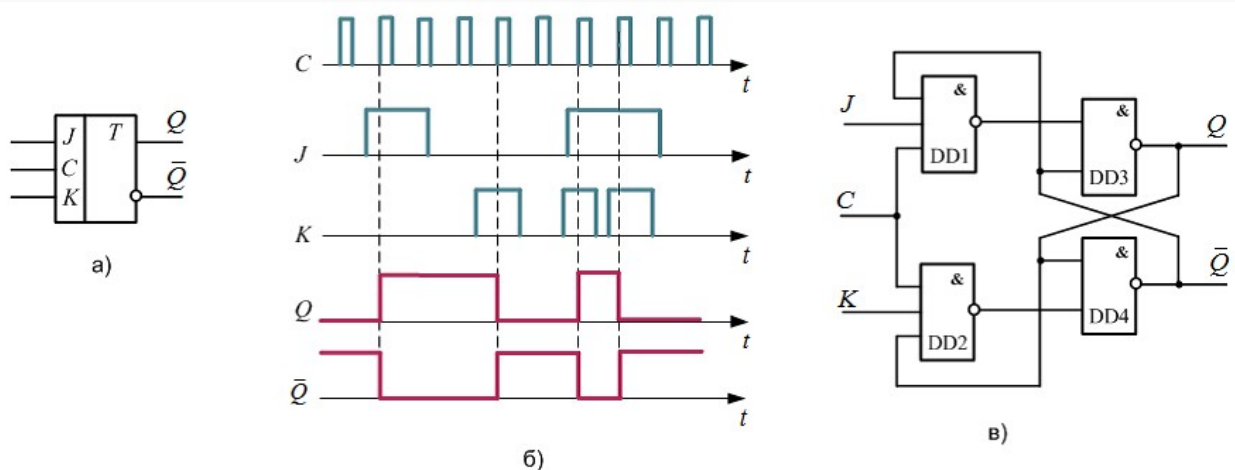 J T Q
C
K Q̄
а)
C t
J t
K t
Q t
Q̄ t
б)
J & DD1
C
K & DD2
& DD3 Q
& DD4 Q̄
в)